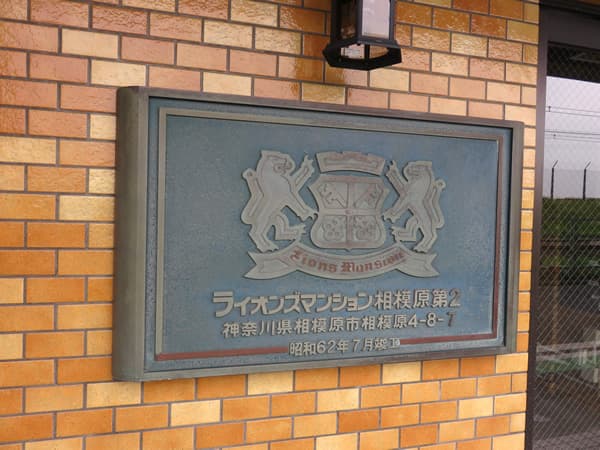 Lions Mansion
ライオンズマンション相模原第2
神奈川県相模原市相模原4-8-7
昭和62年7月竣工